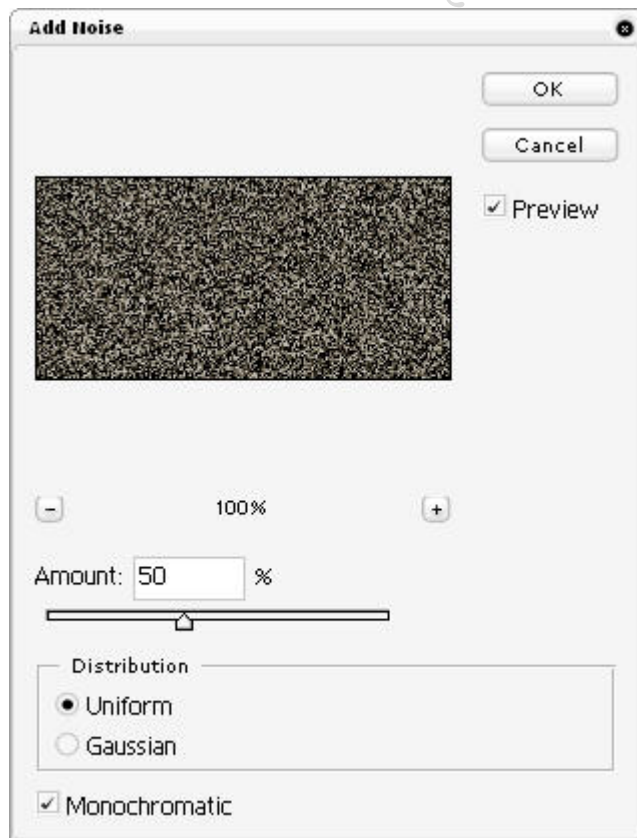 Add Noise
OK
Cancel
Preview
- 100% +
Amount: 50 %
Distribution
Uniform
Gaussian
Monochromatic